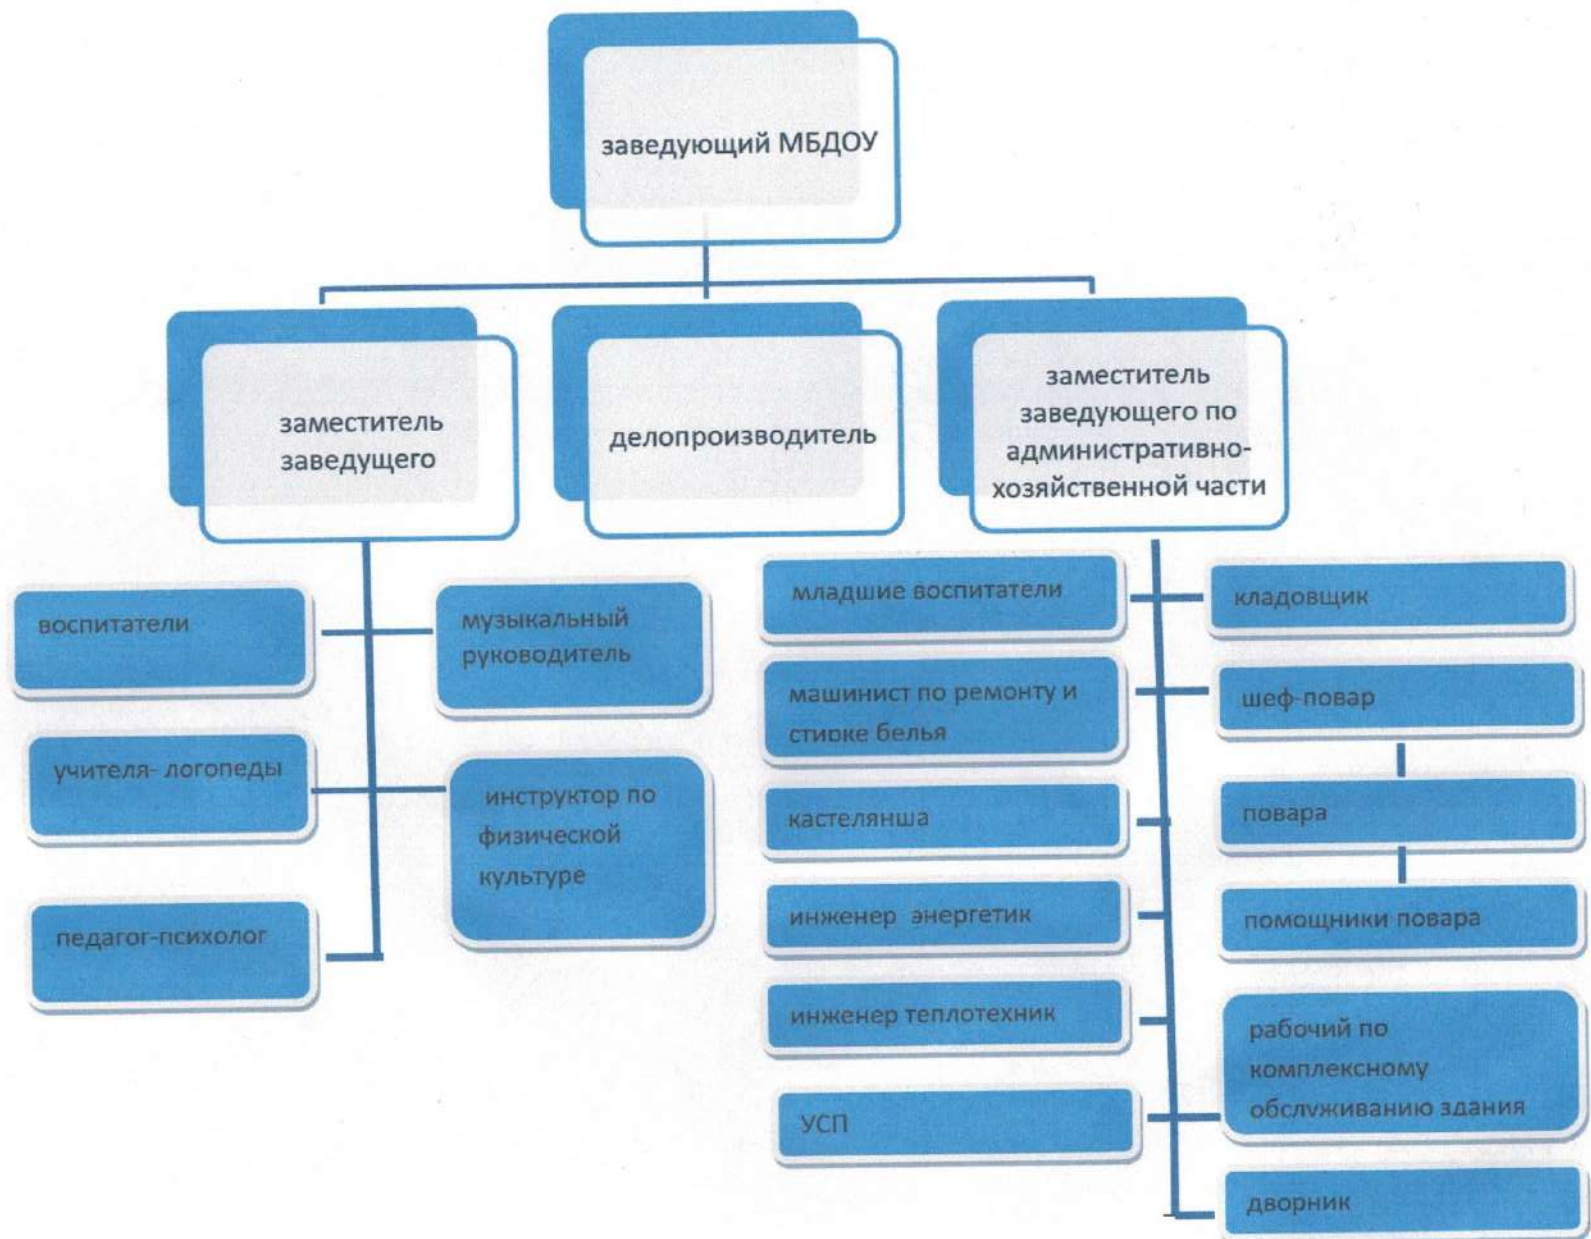 заведующий МБДОУ
заместитель
заведущего
делопроизводитель
заместитель
заведующего по
административно-
хозяйственной части
воспитатели
музыкальный
руководитель
учителя- логопеды
инструктор по
физической
культуре
педагог-психолог
младшие воспитатели
машинист по ремонту и
стирке белья
кастелянша
инженер энергетик
инженер теплотехник
УСП
кладовщик
шеф-повар
повара
помощники повара
рабочий по
комплексному
обслуживанию здания
дворник